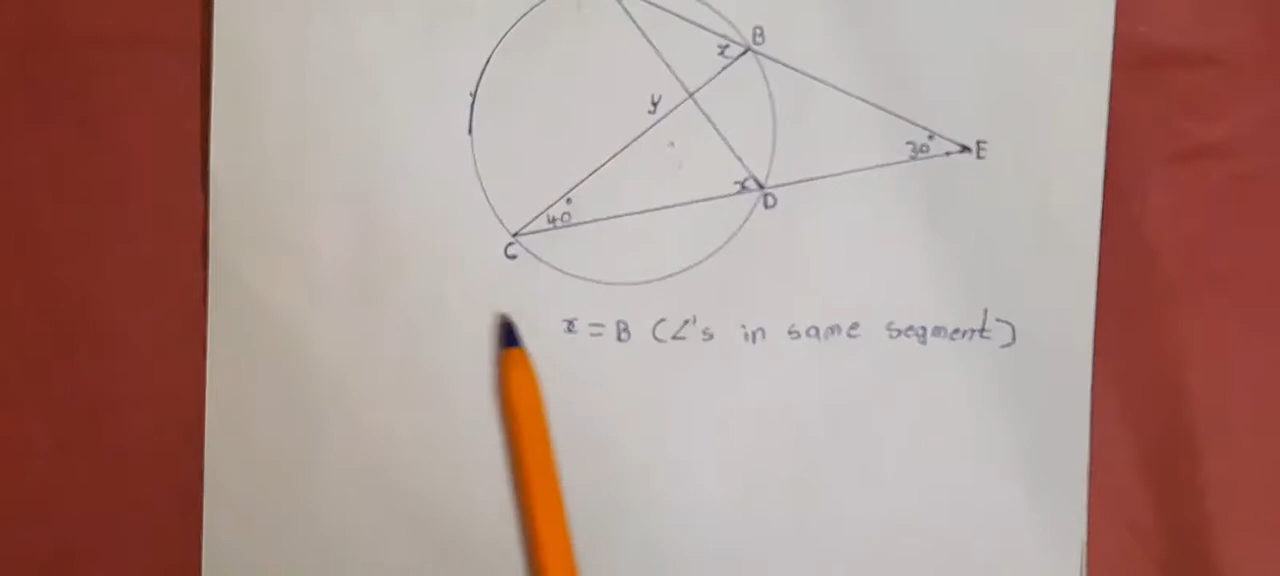 B
x
y
30°
E
x
D
40°
C
x = B (∠'s in same segment)